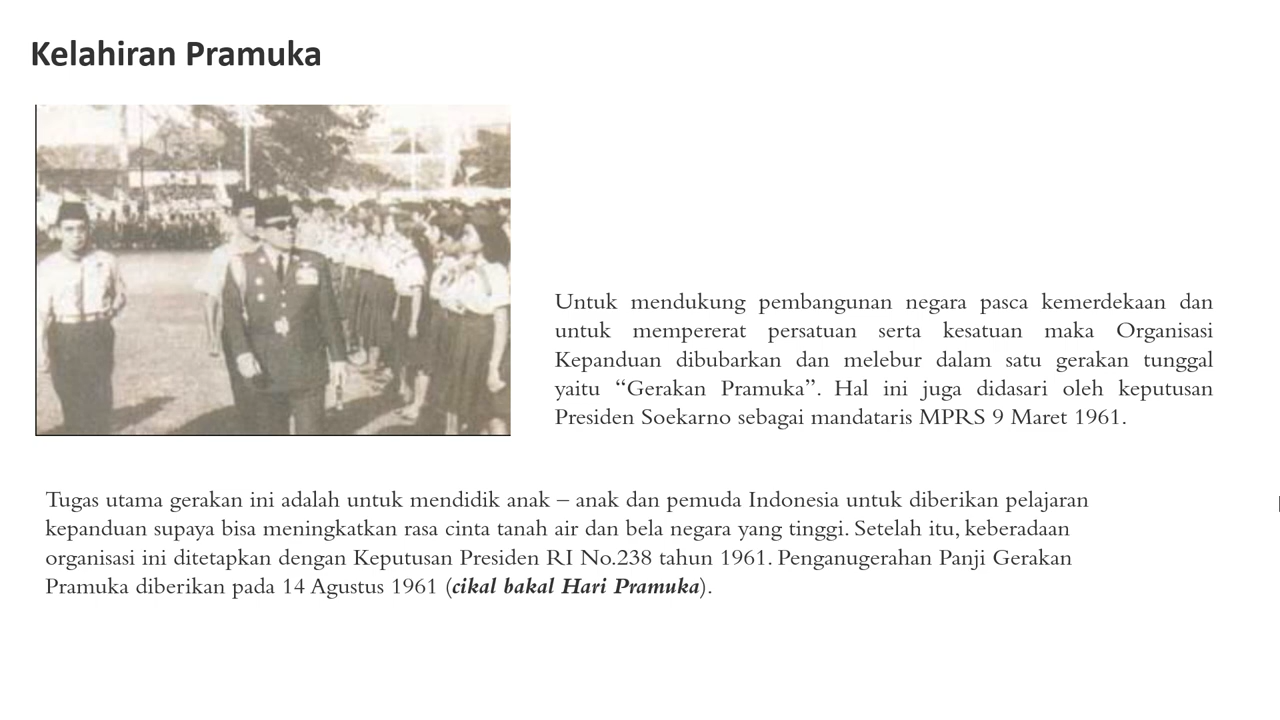 Kelahiran Pramuka
Untuk mendukung pembangunan negara pasca kemerdekaan dan
untuk mempererat persatuan serta kesatuan maka Organisasi
Kepanduan dibubarkan dan melebur dalam satu gerakan tunggal
yaitu “Gerakan Pramuka”. Hal ini juga didasari oleh keputusan
Presiden Soekarno sebagai mandataris MPRS 9 Maret 1961.
Tugas utama gerakan ini adalah untuk mendidik anak – anak dan pemuda Indonesia untuk diberikan pelajaran
kepanduan supaya bisa meningkatkan rasa cinta tanah air dan bela negara yang tinggi. Setelah itu, keberadaan
organisasi ini ditetapkan dengan Keputusan Presiden RI No.238 tahun 1961. Penganugerahan Panji Gerakan
Pramuka diberikan pada 14 Agustus 1961 (cikal bakal Hari Pramuka).